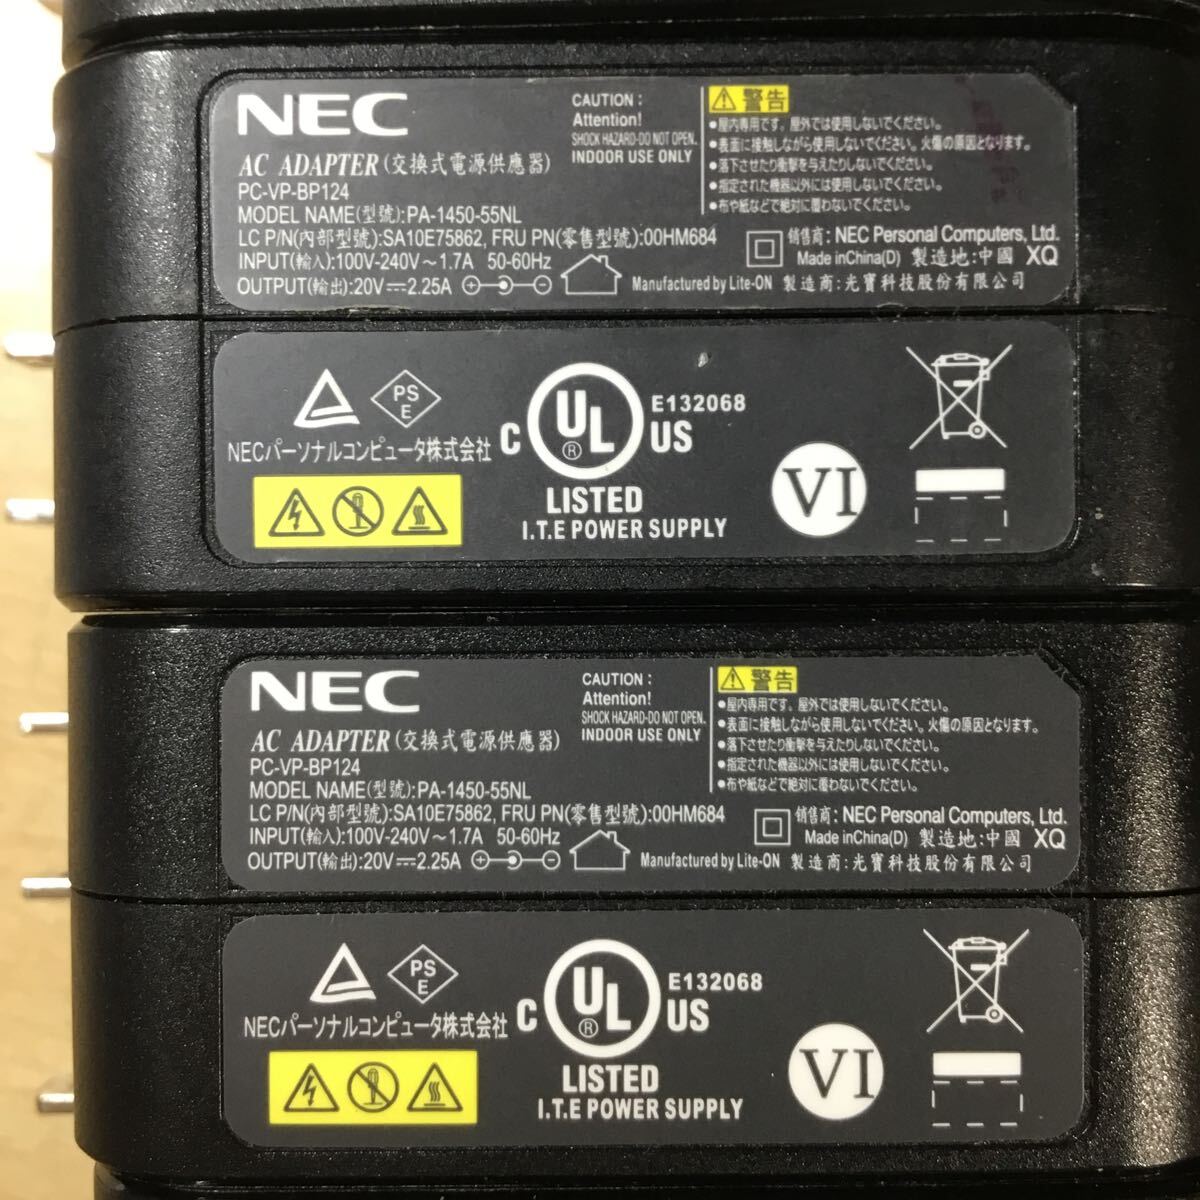 NEC
AC ADAPTER(交換式電源供應器)
PC-VP-BP124
MODEL NAME(型號):PA-1450-55NL
LC P/N(內部型號):SA10E75862, FRU PN(零售型號):00HM684
INPUT(輸入):100V-240V～1.7A 50-60Hz
OUTPUT(輸出):20V⎓2.25A
CAUTION :
Attention!
SHOCK HAZARD-DO NOT OPEN.
INDOOR USE ONLY
警告
●屋内専用です。屋外では使用しないでください。
●表面に接触しながら使用しないでください。火傷の原因となります。
●落下させたり衝撃を与えたりしないでください。
●指定された機器以外には使用しないでください。
●布や紙などで絶対に覆わないでください。
銷售商: NEC Personal Computers, Ltd.
Made inChina(D) 製造地:中國 XQ
Manufactured by Lite-ON 製造商:光寶科技股份有限公司
PS
E
NECパーソナルコンピュータ株式会社
C UL US
®
E132068
LISTED
I.T.E POWER SUPPLY
VI
NEC
AC ADAPTER(交換式電源供應器)
PC-VP-BP124
MODEL NAME(型號):PA-1450-55NL
LC P/N(內部型號):SA10E75862, FRU PN(零售型號):00HM684
INPUT(輸入):100V-240V～1.7A 50-60Hz
OUTPUT(輸出):20V⎓2.25A
CAUTION :
Attention!
SHOCK HAZARD-DO NOT OPEN.
INDOOR USE ONLY
警告
●屋内専用です。屋外では使用しないでください。
●表面に接触しながら使用しないでください。火傷の原因となります。
●落下させたり衝撃を与えたりしないでください。
●指定された機器以外には使用しないでください。
●布や紙などで絶対に覆わないでください。
銷售商: NEC Personal Computers, Ltd.
Made inChina(D) 製造地:中國 XQ
Manufactured by Lite-ON 製造商:光寶科技股份有限公司
PS
E
NECパーソナルコンピュータ株式会社
C UL US
®
E132068
LISTED
I.T.E POWER SUPPLY
VI